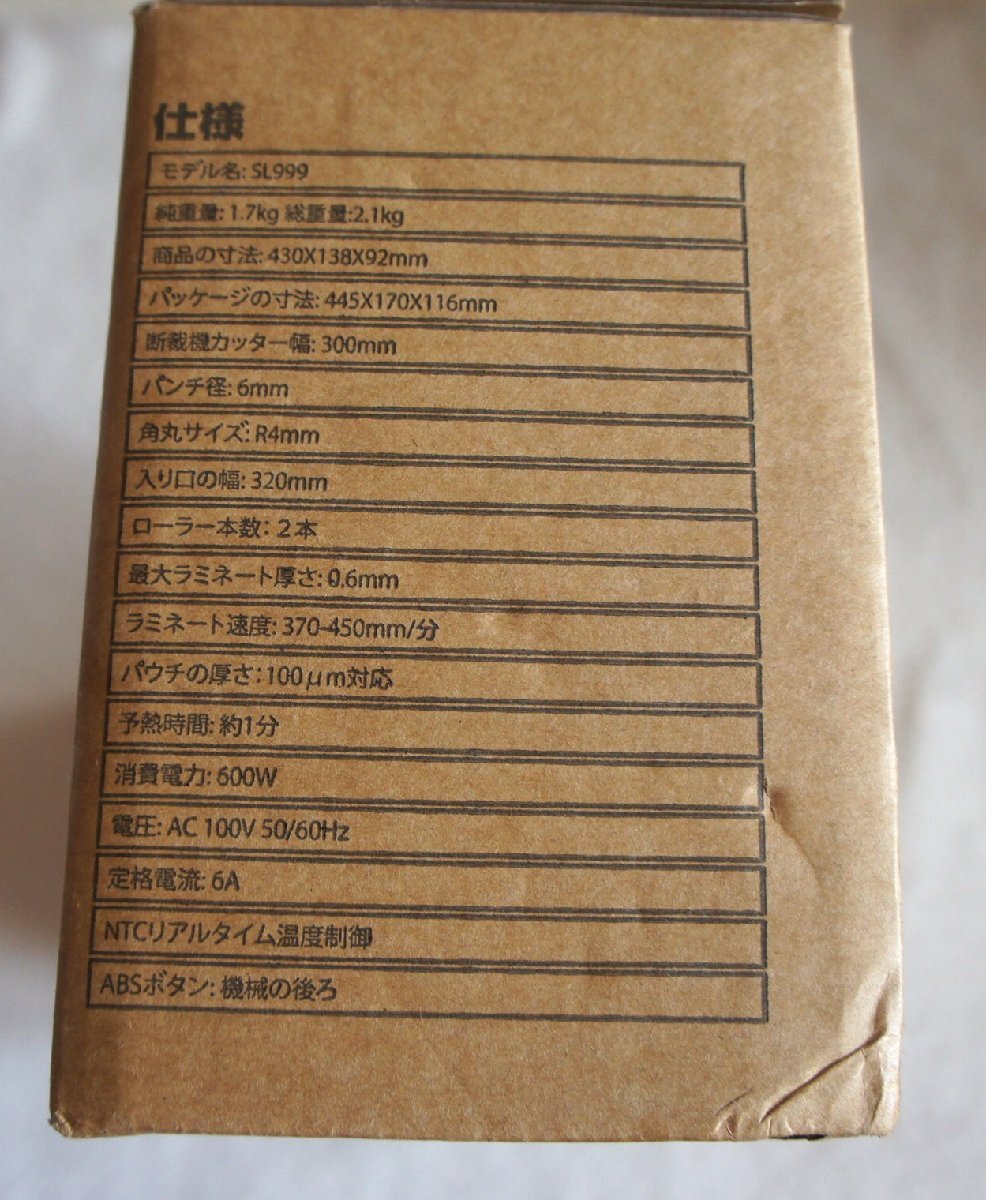 仕様
モデル名: SL999
純重量: 1.7kg 総重量:2.1kg
商品の寸法: 430X138X92mm
パッケージの寸法: 445X170X116mm
断裁機カッター幅: 300mm
パンチ径: 6mm
角丸サイズ: R4mm
入り口の幅: 320mm
ローラー本数: 2本
最大ラミネート厚さ: 0.6mm
ラミネート速度: 370-450mm/分
パウチの厚さ: 100μm対応
予熱時間: 約1分
消費電力: 600W
電圧: AC 100V 50/60Hz
定格電流: 6A
NTCリアルタイム温度制御
ABSボタン: 機械の後ろ